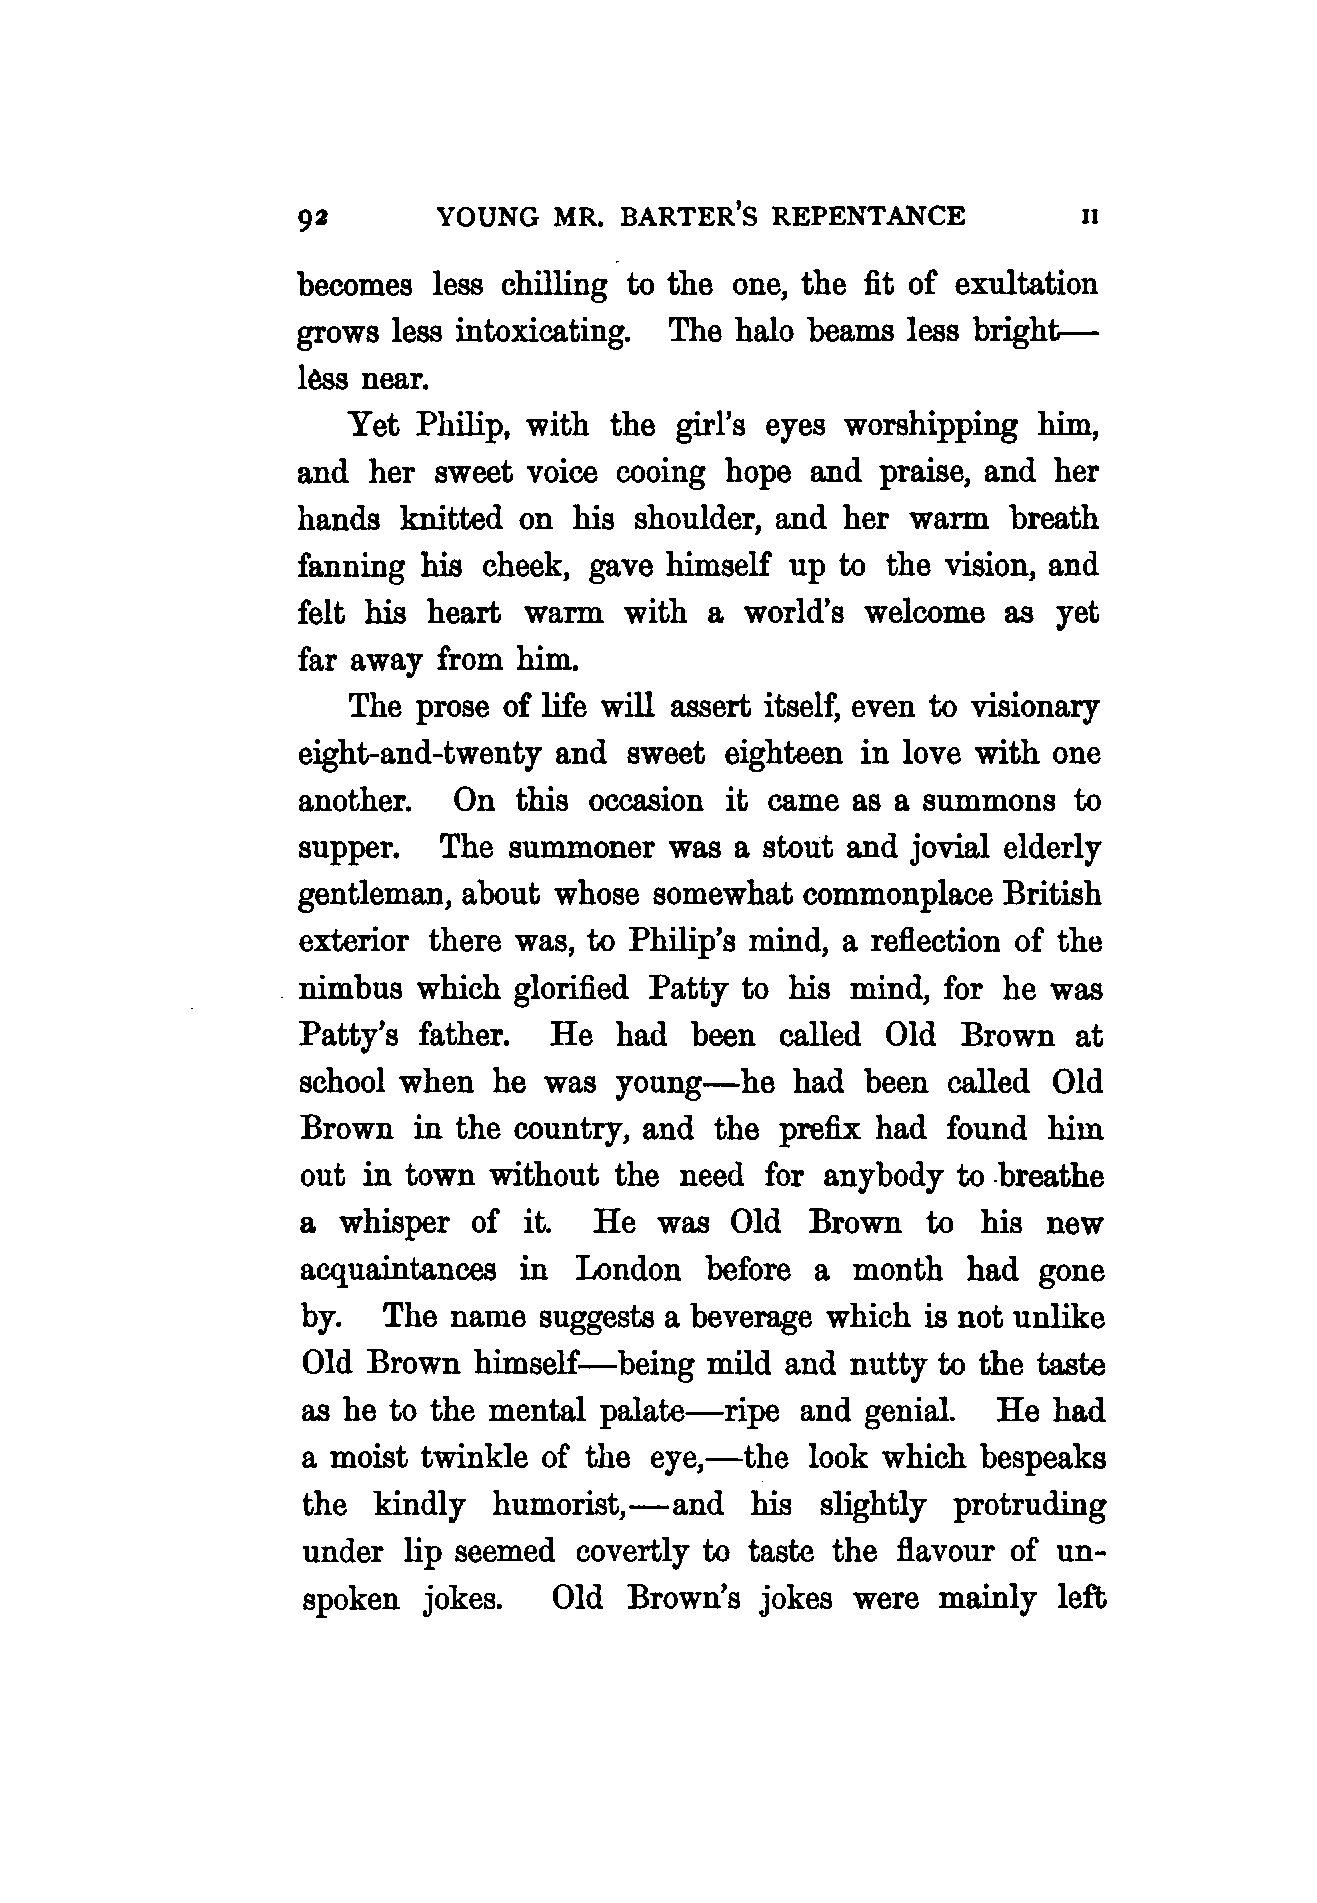 92 YOUNG MR. BARTER'S REPENTANCE II
becomes less chilling to the one, the fit of exultation
grows less intoxicating. The halo beams less bright—
less near.
Yet Philip, with the girl's eyes worshipping him,
and her sweet voice cooing hope and praise, and her
hands knitted on his shoulder, and her warm breath
fanning his cheek, gave himself up to the vision, and
felt his heart warm with a world's welcome as yet
far away from him.
The prose of life will assert itself, even to visionary
eight-and-twenty and sweet eighteen in love with one
another. On this occasion it came as a summons to
supper. The summoner was a stout and jovial elderly
gentleman, about whose somewhat commonplace British
exterior there was, to Philip's mind, a reflection of the
nimbus which glorified Patty to his mind, for he was
Patty's father. He had been called Old Brown at
school when he was young—he had been called Old
Brown in the country, and the prefix had found him
out in town without the need for anybody to breathe
a whisper of it. He was Old Brown to his new
acquaintances in London before a month had gone
by. The name suggests a beverage which is not unlike
Old Brown himself—being mild and nutty to the taste
as he to the mental palate—ripe and genial. He had
a moist twinkle of the eye,—the look which bespeaks
the kindly humorist,—and his slightly protruding
under lip seemed covertly to taste the flavour of un-
spoken jokes. Old Brown's jokes were mainly left